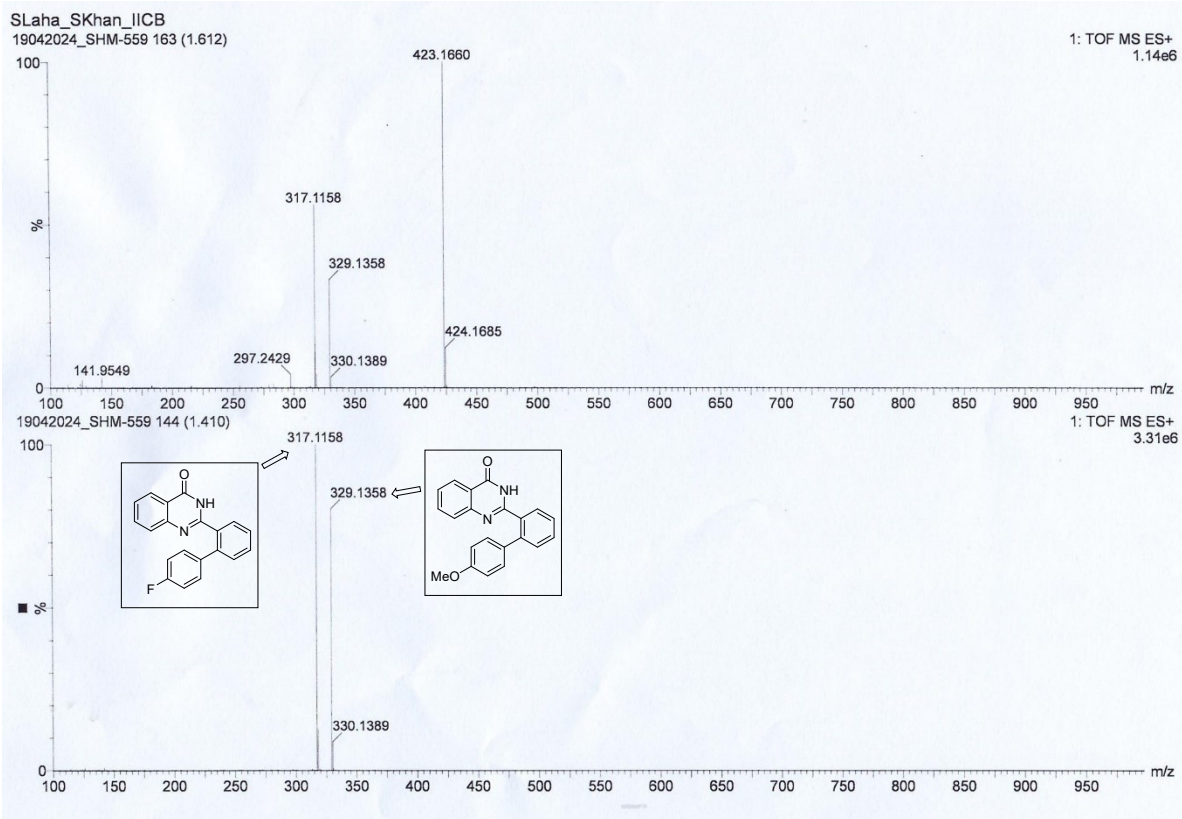 SLaha_SKhan_IICB
19042024_SHM-559 163 (1.612)
1: TOF MS ES+
1.14e6
100
%
0
423.1660
317.1158
329.1358
424.1685
297.2429
330.1389
141.9549
100 150 200 250 300 350 400 450 500 550 600 650 700 750 800 850 900 950 m/z
19042024_SHM-559 144 (1.410)
1: TOF MS ES+
3.31e6
100
%
0
317.1158
329.1358
330.1389
O
NH
N
F
O
NH
N
MeO
100 150 200 250 300 350 400 450 500 550 600 650 700 750 800 850 900 950 m/z